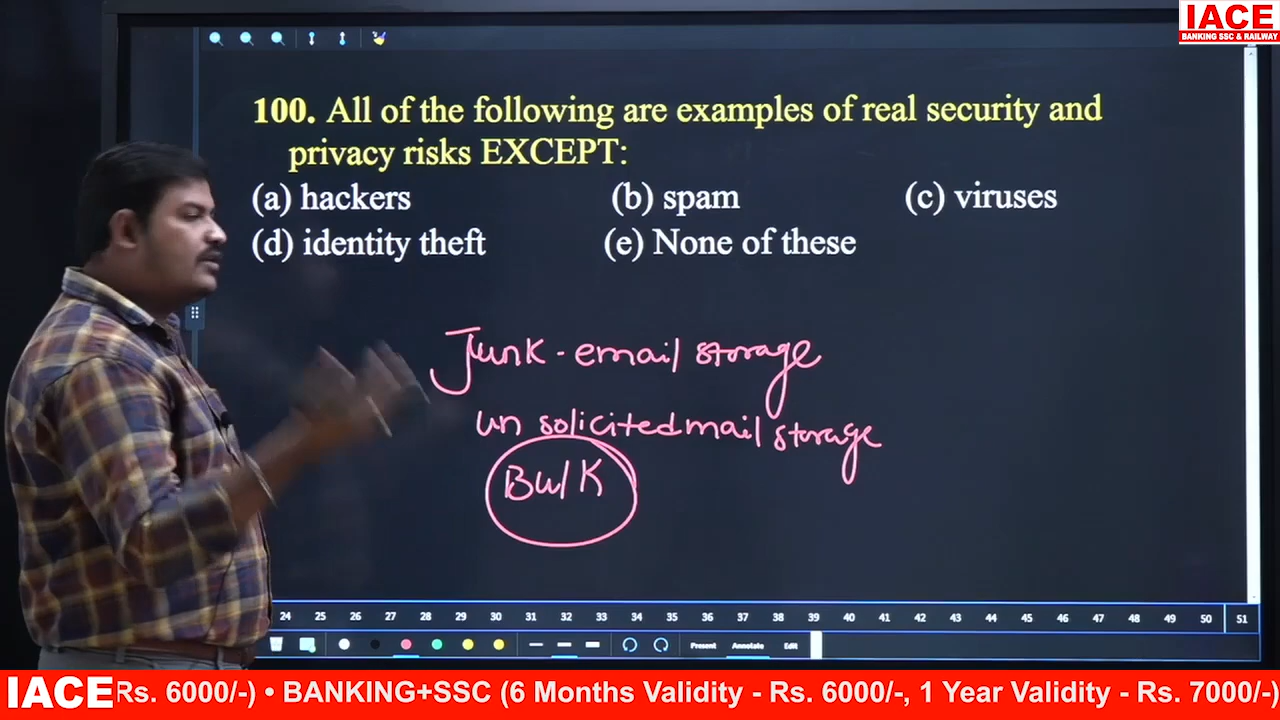 IACE
BANKING SSC & RAILWAY
100. All of the following are examples of real security and
privacy risks EXCEPT:
(a) hackers (b) spam (c) viruses
(d) identity theft (e) None of these
Junk - email storage
un solicited mail storage
Bulk
24 25 26 27 28 29 30 31 32 33 34 35 36 37 38 39 40 41 42 43 44 45 46 47 48 49 50 51
Present Annotate Edit
IACE Rs. 6000/-) • BANKING+SSC (6 Months Validity - Rs. 6000/-, 1 Year Validity - Rs. 7000/-)